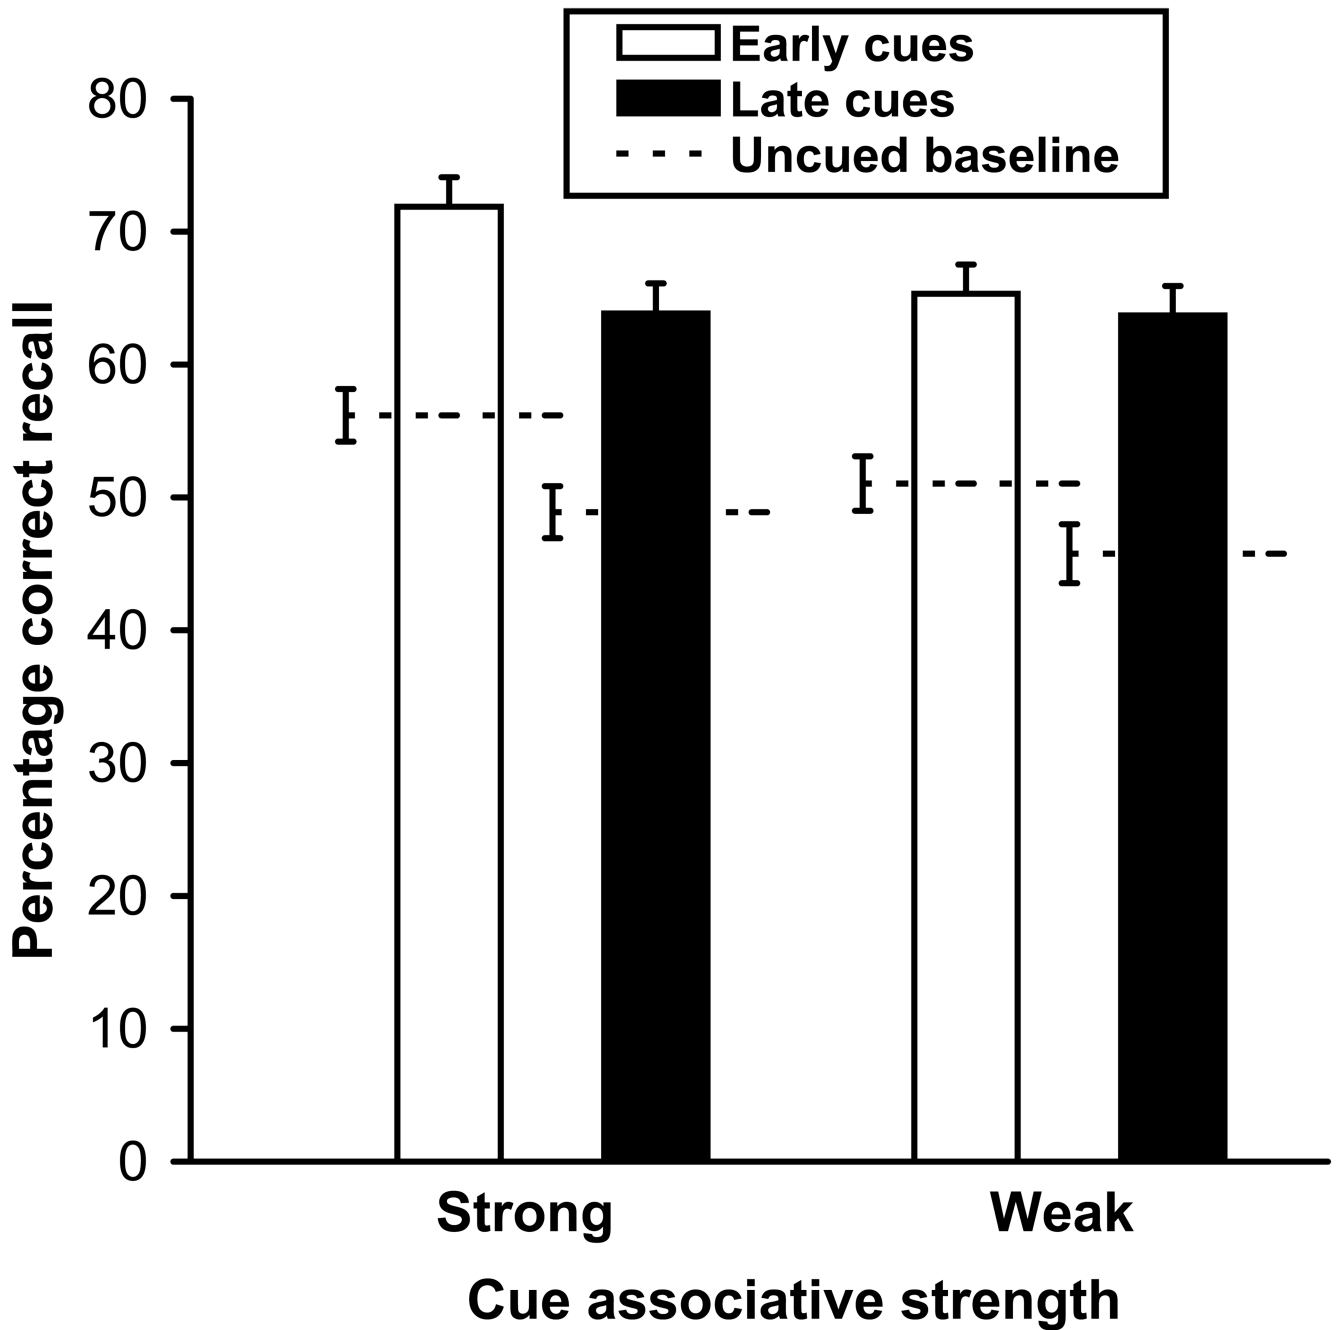 Early cues
Late cues
Uncued baseline
80
70
60
50
40
30
20
10
0
Percentage correct recall
Strong
Weak
Cue associative strength